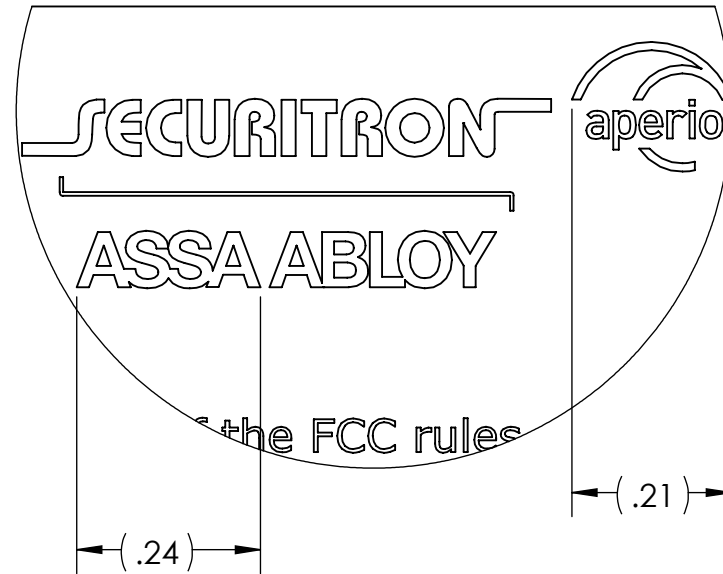 SECURITRON
aperio
ASSA ABLOY
the FCC rules
(.21)
(.24)